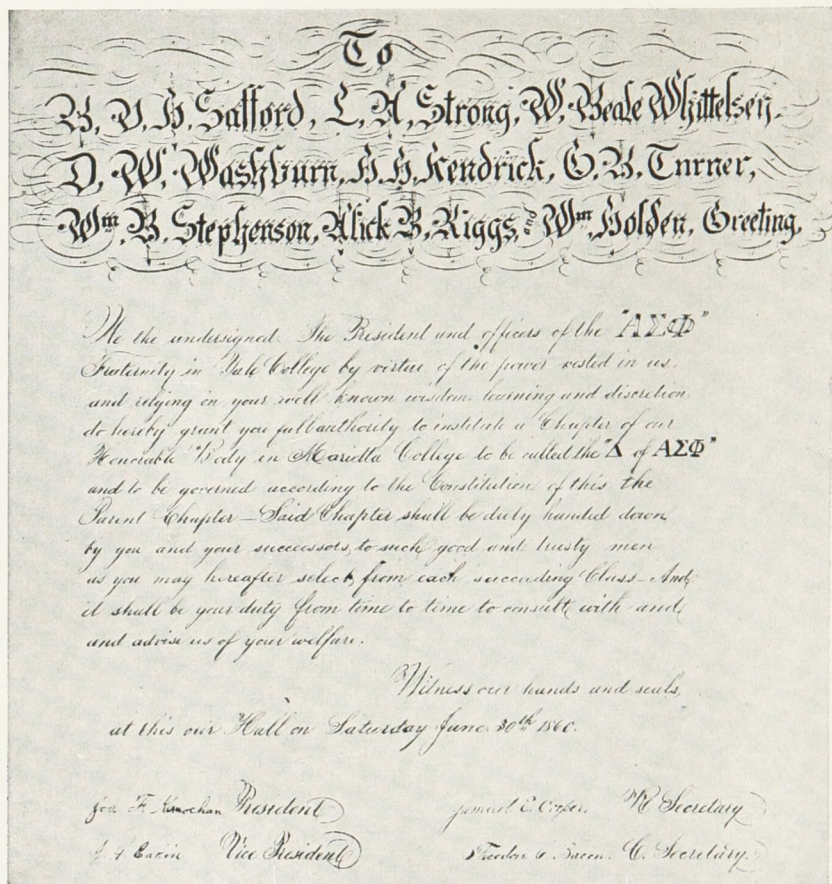 To
B. V. H. Safford, L. A. Strong, W. Beale Whittelsey.
D. W. Washburn, H. H. Kendrick, G. B. Turner,
Wm. B. Stephenson, Alick B. Riggs, and Wm. Holden, Greeting.
We the undersigned. The President and officers of the "ΑΣΦ"
Fraternity in Yale College by virtue of the power vested in us,
and relying on your well known wisdom learning and discretion,
do hereby grant you full authority to institute a Chapter of our
Honorable Body in Marietta College to be called the "Δ of ΑΣΦ"
and to be governed according to the Constitution of this the
Parent Chapter — Said Chapter shall be duly handed down
by you and your successors, to such good and trusty men
as you may hereafter select, from each succeeding Class — And
it shall be your duty from time to time to consult with and,
and advise us of your welfare.
Witness our hands and seals,
at this our Hall on Saturday June 30th 1860.
F. Kernochan President
E. Cooper. R Secretary
Vice President
Bacon. C. Secretary.